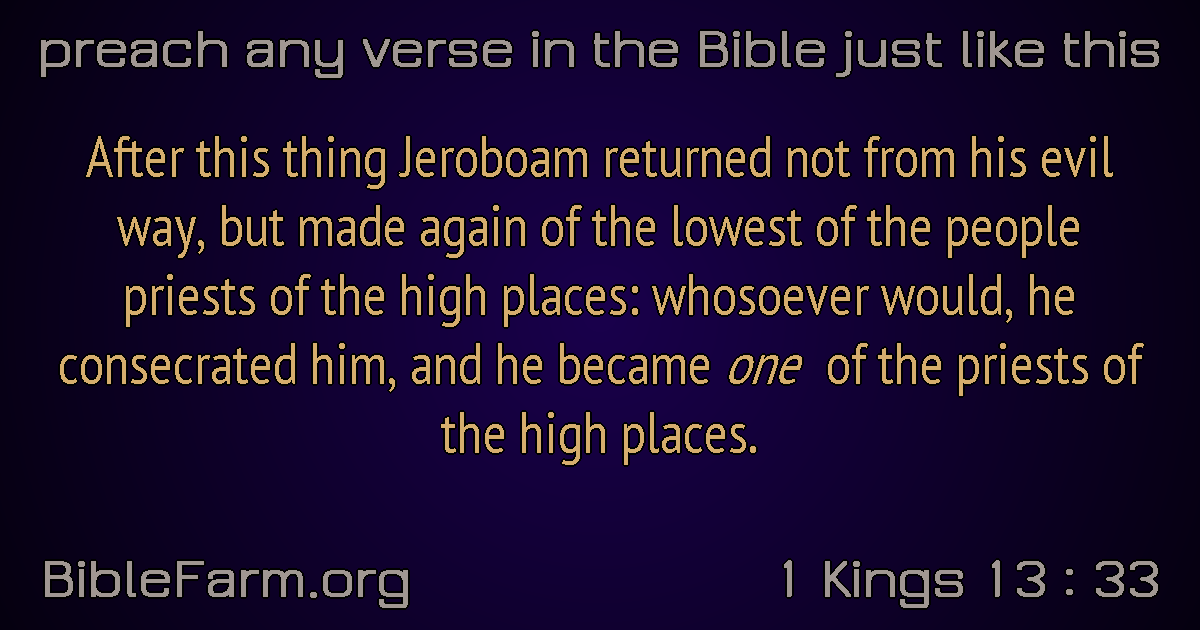 preach any verse in the Bible just like this
After this thing Jeroboam returned not from his evil
way, but made again of the lowest of the people
priests of the high places: whosoever would, he
consecrated him, and he became one of the priests of
the high places.
BibleFarm.org
1 Kings 13 : 33